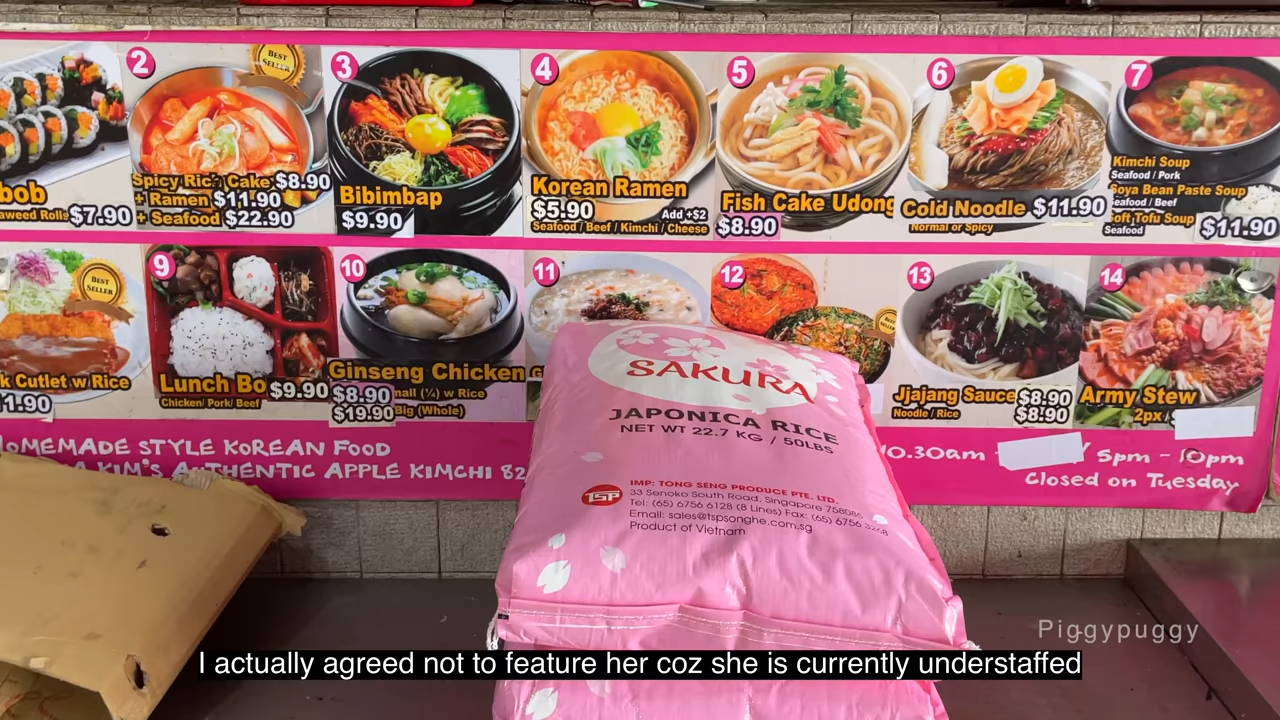 2
3
4
5
6
7
BEST SELLER
bob
aweed Rolls $7.90
Spicy Rice Cake $8.90
+ Ramen $11.90
+ Seafood $22.90
Bibimbap
$9.90
Korean Ramen
$5.90 Add +$2
Seafood / Beef / Kimchi / Cheese
Fish Cake Udong
$8.90
Cold Noodle $11.90
Normal or Spicy
Kimchi Soup
Seafood / Pork
Soya Bean Paste Soup
Seafood / Beef
Soft Tofu Soup
Seafood
$11.90
9
10
11
12
13
14
BEST SELLER
BEST SELLER
k Cutlet w Rice
1.90
Lunch Bo $9.90
Chicken/ Pork/ Beef
Ginseng Chicken
$8.90 mall (¼) w Rice
$19.90 Big (Whole)
Jjajang Sauce $8.90
Noodle / Rice $8.90
Army Stew
2px /
OMEMADE STYLE KOREAN FOOD
A KIM'S AUTHENTIC APPLE KIMCHI 82
0.30am - 5pm - 10pm
Closed on Tuesday
SAKURA
JAPONICA RICE
NET WT 22.7 KG / 50LBS
TSP
IMP: TONG SENG PRODUCE PTE. LTD.
33 Senoko South Road, Singapore 758085
Tel: (65) 6756 6128 (8 Lines) Fax: (65) 6756 3268
Email: sales@tspsonghe.com.sg
Product of Vietnam
Piggypuggy
I actually agreed not to feature her coz she is currently understaffed